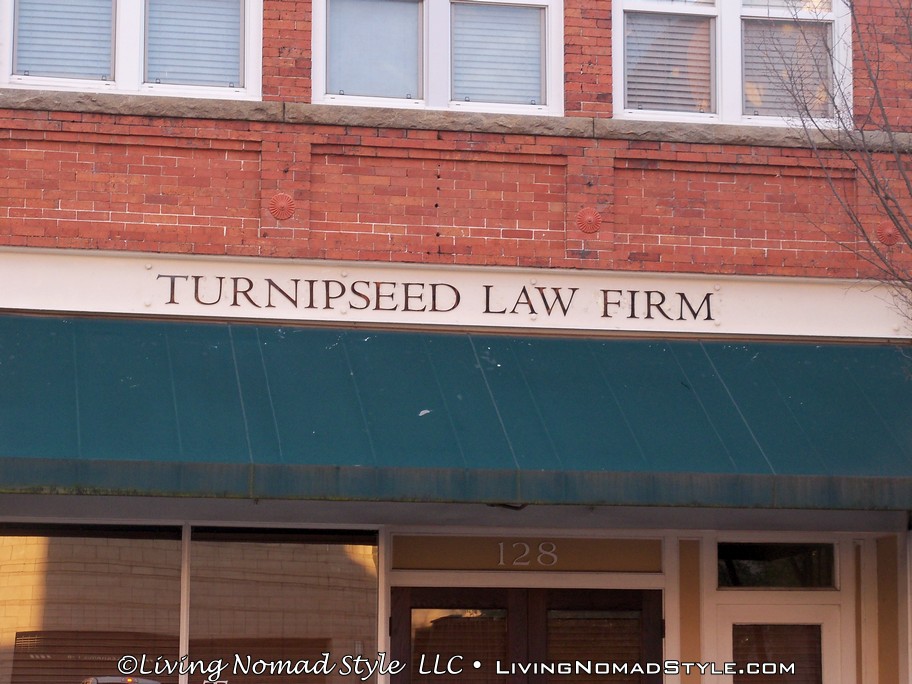 TURNIPSEED LAW FIRM
128
©Living Nomad Style LLC • LIVINGNOMADSTYLE.COM